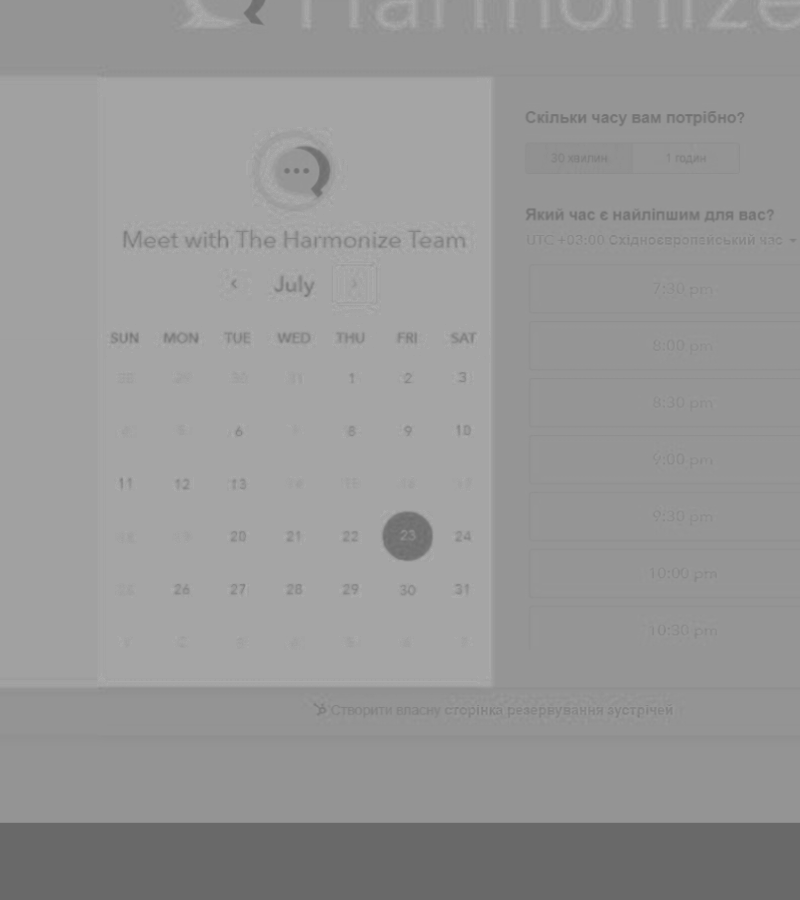 Harmonize
Meet with The Harmonize Team
July
SUN MON TUE WED THU FRI SAT
28 29 30 31 1 2 3
6 8 9 10
11 12 13 14 15 16 17
18 19 20 21 22 23 24
25 26 27 28 29 30 31
1 2 3 4 5 6 7
Скільки часу вам потрібно?
30 хвилин 1 годин
Який час є найліпшим для вас?
UTC +03:00 Східноєвропейський час
7:30 pm
8:00 pm
8:30 pm
9:00 pm
9:30 pm
10:00 pm
10:30 pm
Створити власну сторінка резервування зустрічей